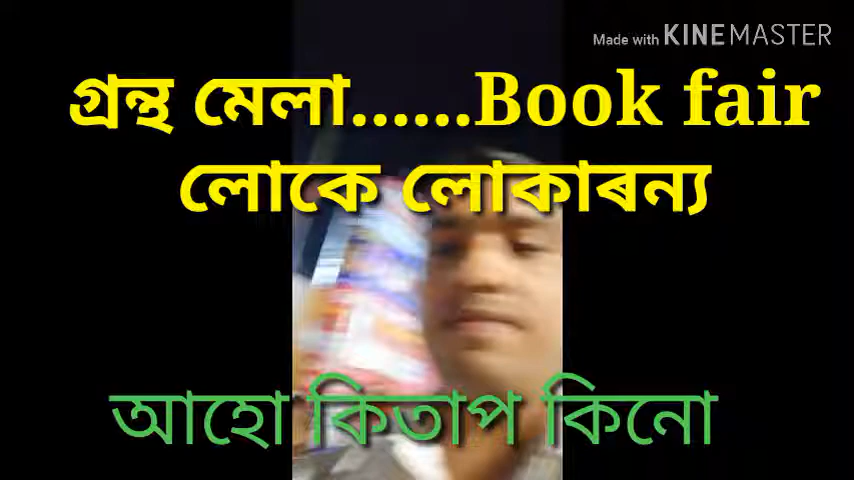 Made with KINEMASTER
গ্ৰন্থ মেলা......Book fair
লোকে লোকাৰন্য
আহো কিতাপ কিনো